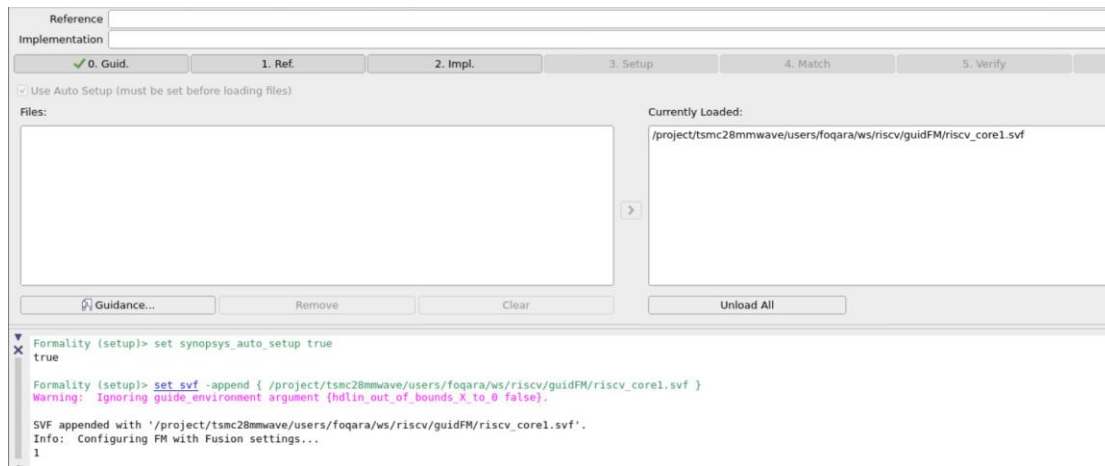 Reference
Implementation
0. Guid. 1. Ref. 2. Impl. 3. Setup 4. Match 5. Verify
Use Auto Setup (must be set before loading files)
Files: Currently Loaded:
/project/tsmc28mmwave/users/foqara/ws/riscv/guidFM/riscv_core1.svf
Guidance... Remove Clear Unload All
Formality (setup)> set synopsys_auto_setup true
true
Formality (setup)> set svf -append { /project/tsmc28mmwave/users/foqara/ws/riscv/guidFM/riscv_core1.svf }
Warning:  Ignoring guide_environment argument {hdlin_out_of_bounds_X_to_0 false}.
SVF appended with '/project/tsmc28mmwave/users/foqara/ws/riscv/guidFM/riscv_core1.svf'.
Info:  Configuring FM with Fusion settings...
1